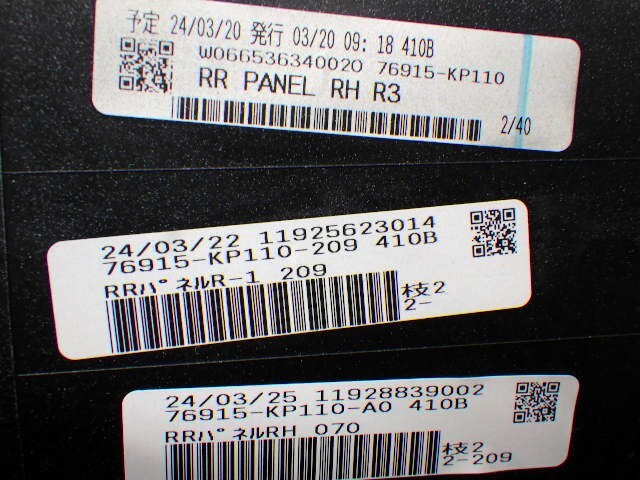 予定 24/03/20 発行 03/20 09: 18 410B
W066536340020 76915-KP110
RR PANEL RH R3
2/40
24/03/22 11925623014
76915-KP110-209 410B
RRパネルR-1 209
枝2
2-
24/03/25 11928839002
76915-KP110-A0 410B
RRパネルRH 070
枝2
2-209